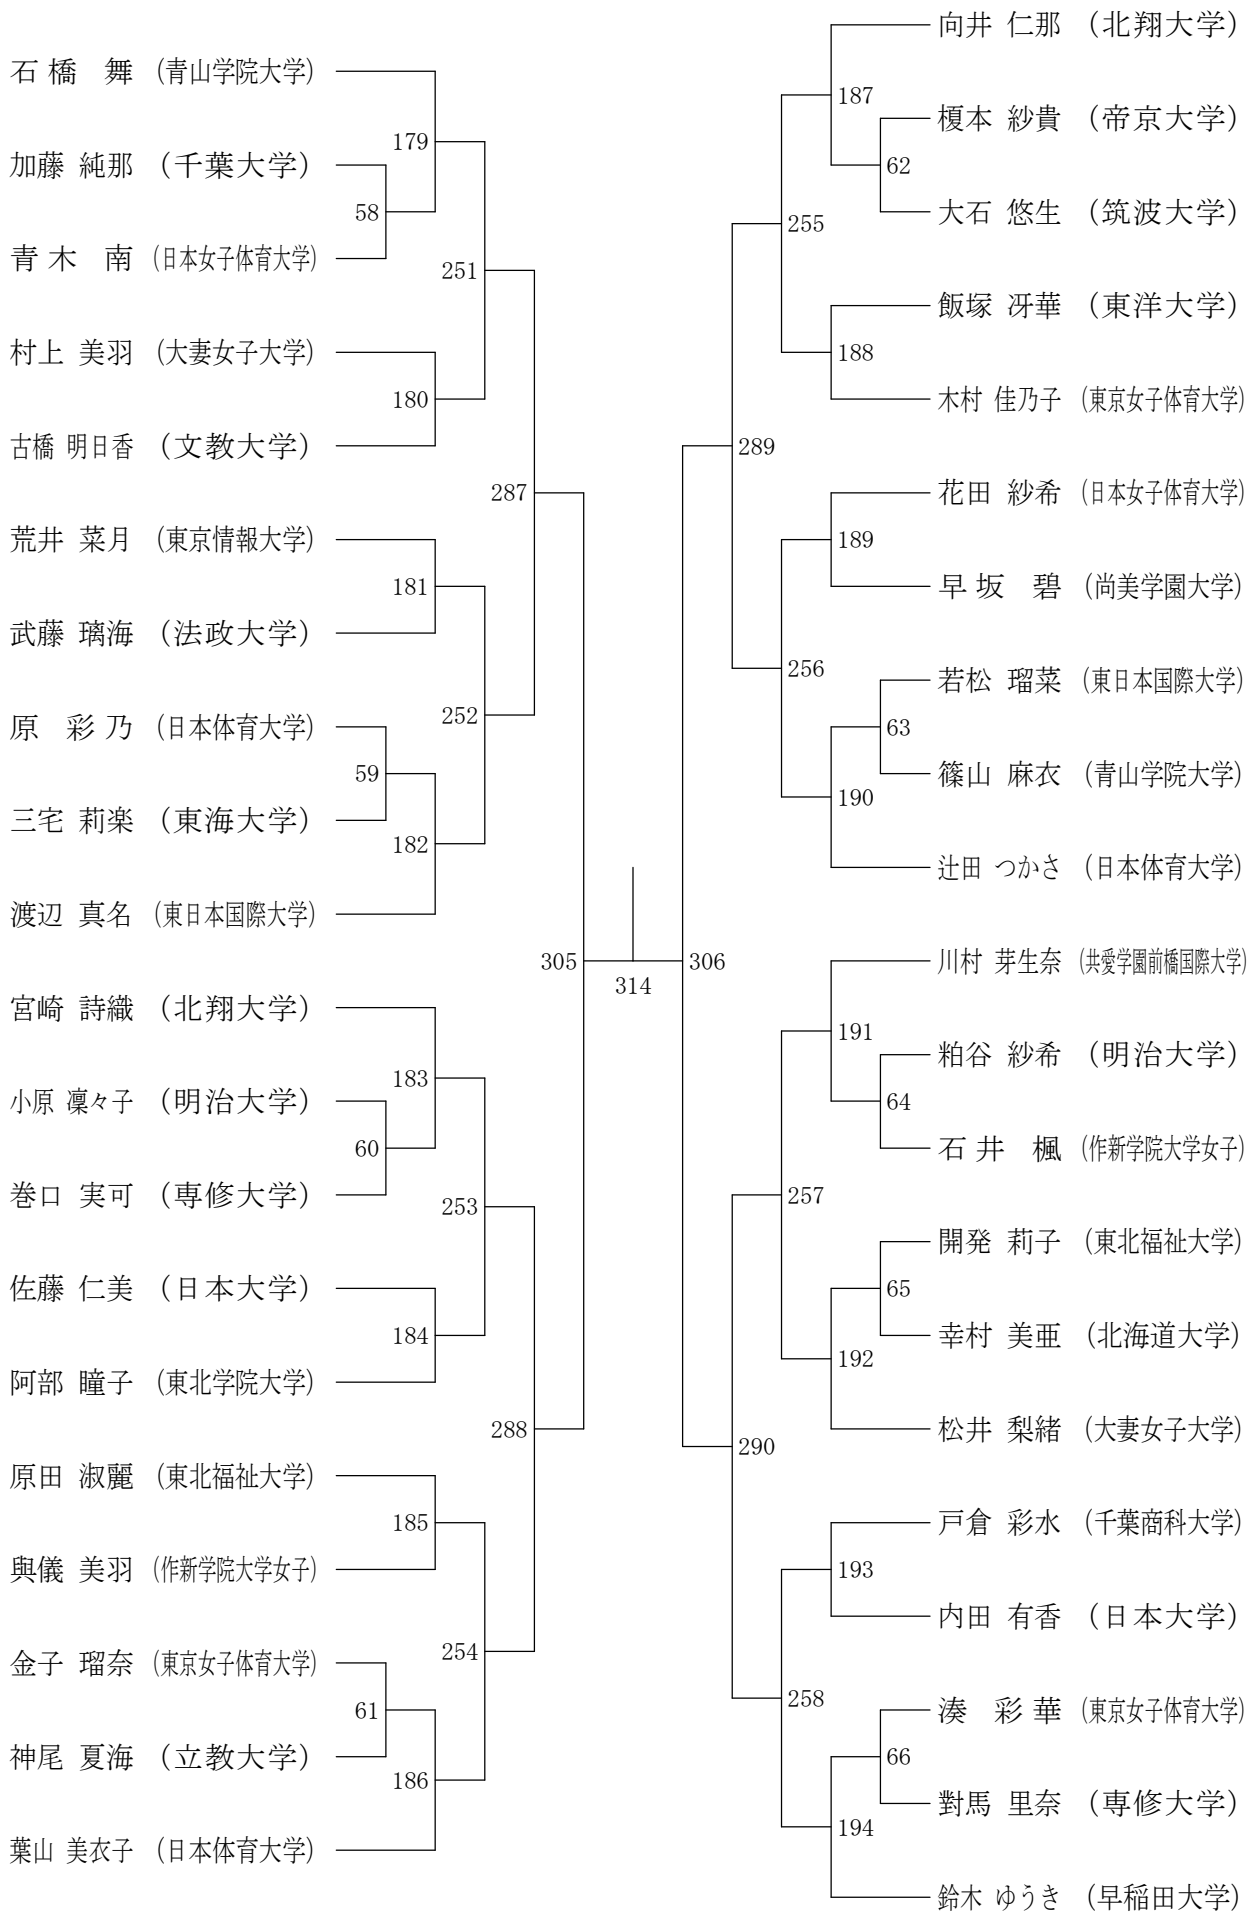 石橋 舞 (青山学院大学)
179
加藤 純那 (千葉大学)
58
青木 南 (日本女子体育大学)
251
村上 美羽 (大妻女子大学)
180
古橋 明日香 (文教大学)
287
荒井 菜月 (東京情報大学)
181
武藤 璃海 (法政大学)
252
原 彩乃 (日本体育大学)
59
三宅 莉楽 (東海大学)
182
渡辺 真名 (東日本国際大学)
305
宮崎 詩織 (北翔大学)
183
小原 凜々子 (明治大学)
60
巻口 実可 (専修大学)
253
佐藤 仁美 (日本大学)
184
阿部 瞳子 (東北学院大学)
288
原田 淑麗 (東北福祉大学)
185
與儀 美羽 (作新学院大学女子)
254
金子 瑠奈 (東京女子体育大学)
61
神尾 夏海 (立教大学)
186
葉山 美衣子 (日本体育大学)
314
向井 仁那 (北翔大学)
187
榎本 紗貴 (帝京大学)
62
大石 悠生 (筑波大学)
255
飯塚 冴華 (東洋大学)
188
木村 佳乃子 (東京女子体育大学)
289
花田 紗希 (日本女子体育大学)
189
早坂 碧 (尚美学園大学)
256
若松 瑠菜 (東日本国際大学)
63
篠山 麻衣 (青山学院大学)
190
辻田 つかさ (日本体育大学)
306
川村 芽生奈 (共愛学園前橋国際大学)
191
粕谷 紗希 (明治大学)
64
石井 楓 (作新学院大学女子)
257
開発 莉子 (東北福祉大学)
65
幸村 美亜 (北海道大学)
192
松井 梨緒 (大妻女子大学)
290
戸倉 彩水 (千葉商科大学)
193
内田 有香 (日本大学)
258
湊 彩華 (東京女子体育大学)
66
對馬 里奈 (専修大学)
194
鈴木 ゆうき (早稲田大学)